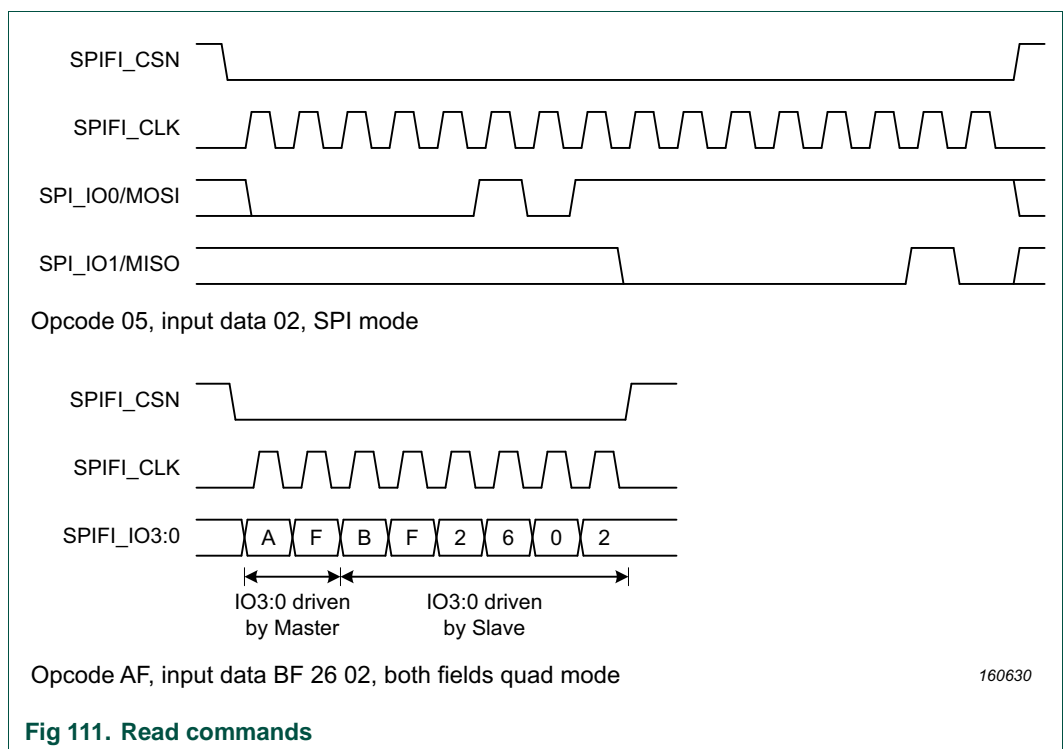 SPIFI_CSN
SPIFI_CLK
SPI_IO0/MOSI
SPI_IO1/MISO
Opcode 05, input data 02, SPI mode
SPIFI_CSN
SPIFI_CLK
SPIFI_IO3:0 A F B F 2 6 0 2
IO3:0 driven by Master
IO3:0 driven by Slave
Opcode AF, input data BF 26 02, both fields quad mode
160630
Fig 111. Read commands